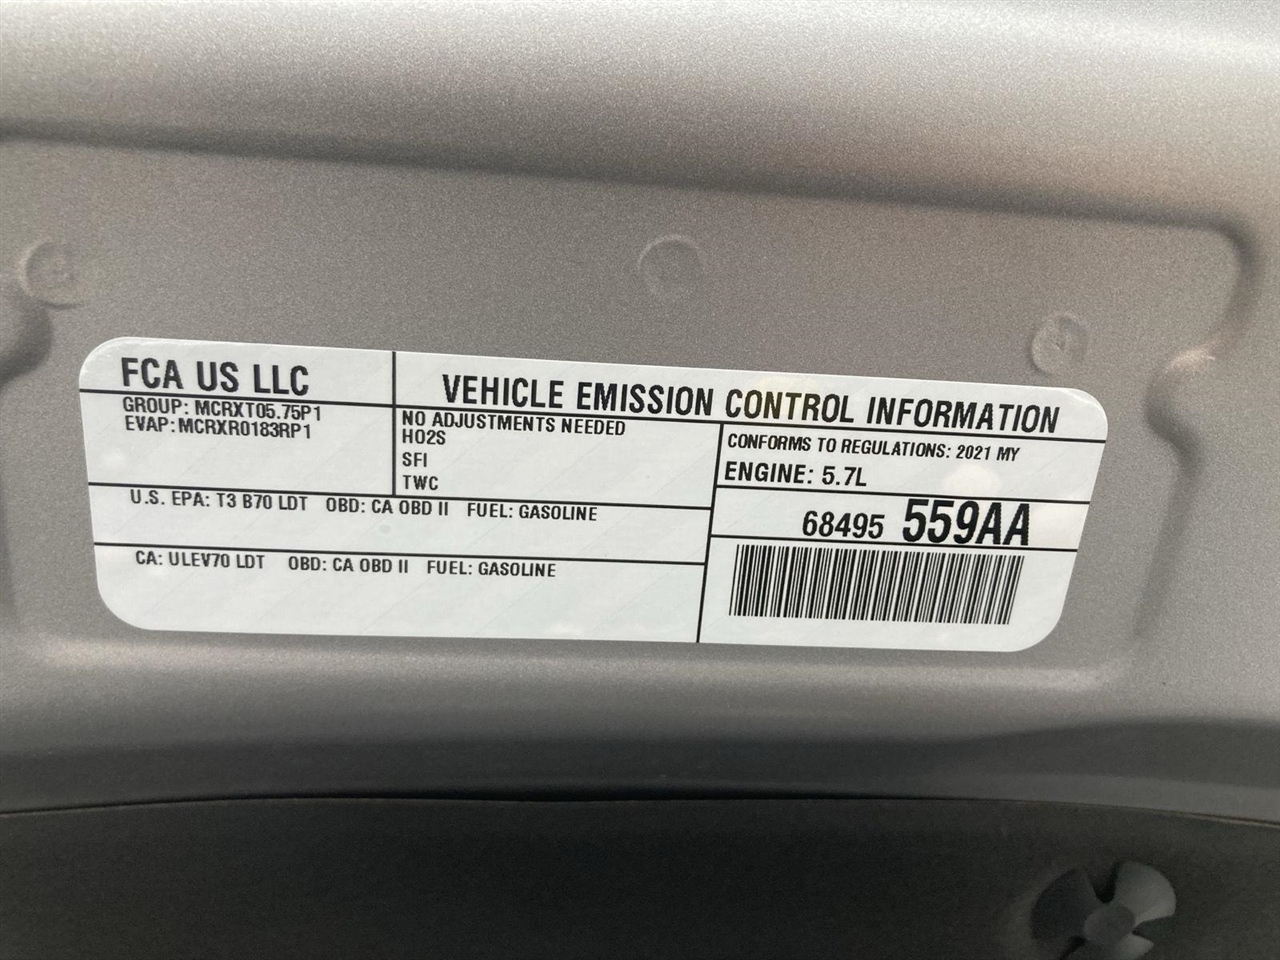 FCA US LLC
GROUP: MCRXT05.75P1
EVAP: MCRXR0183RP1
VEHICLE EMISSION CONTROL INFORMATION
NO ADJUSTMENTS NEEDED
HO2S
SFI
TWC
CONFORMS TO REGULATIONS: 2021 MY
ENGINE: 5.7L
U.S. EPA: T3 B70 LDT OBD: CA OBD II FUEL: GASOLINE
68495 559AA
CA: ULEV70 LDT OBD: CA OBD II FUEL: GASOLINE